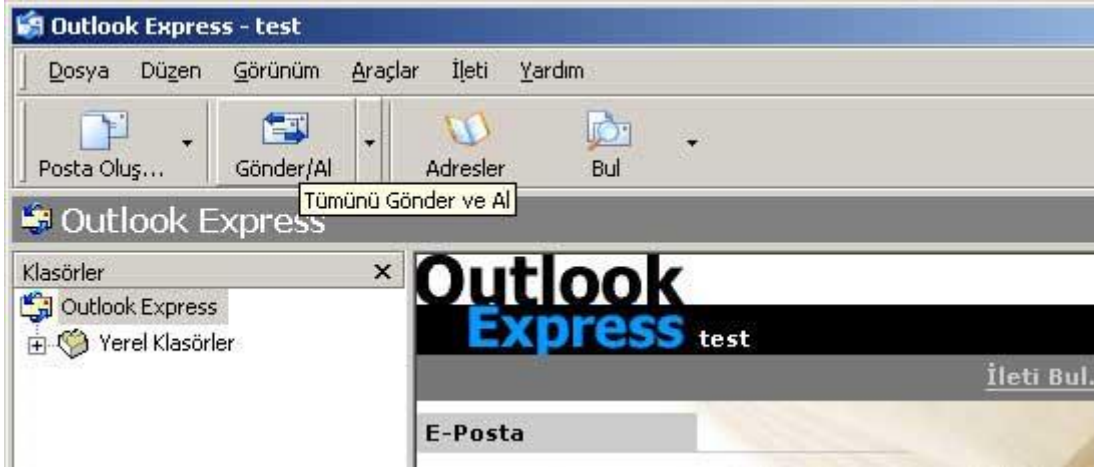 Outlook Express - test
Dosya Düzen Görünüm Araçlar İleti Yardım
Posta Oluş... Gönder/Al Adresler Bul
Tümünü Gönder ve Al
Outlook Express
Klasörler
Outlook Express
Yerel Klasörler
Outlook
Express test
İleti Bul.
E-Posta